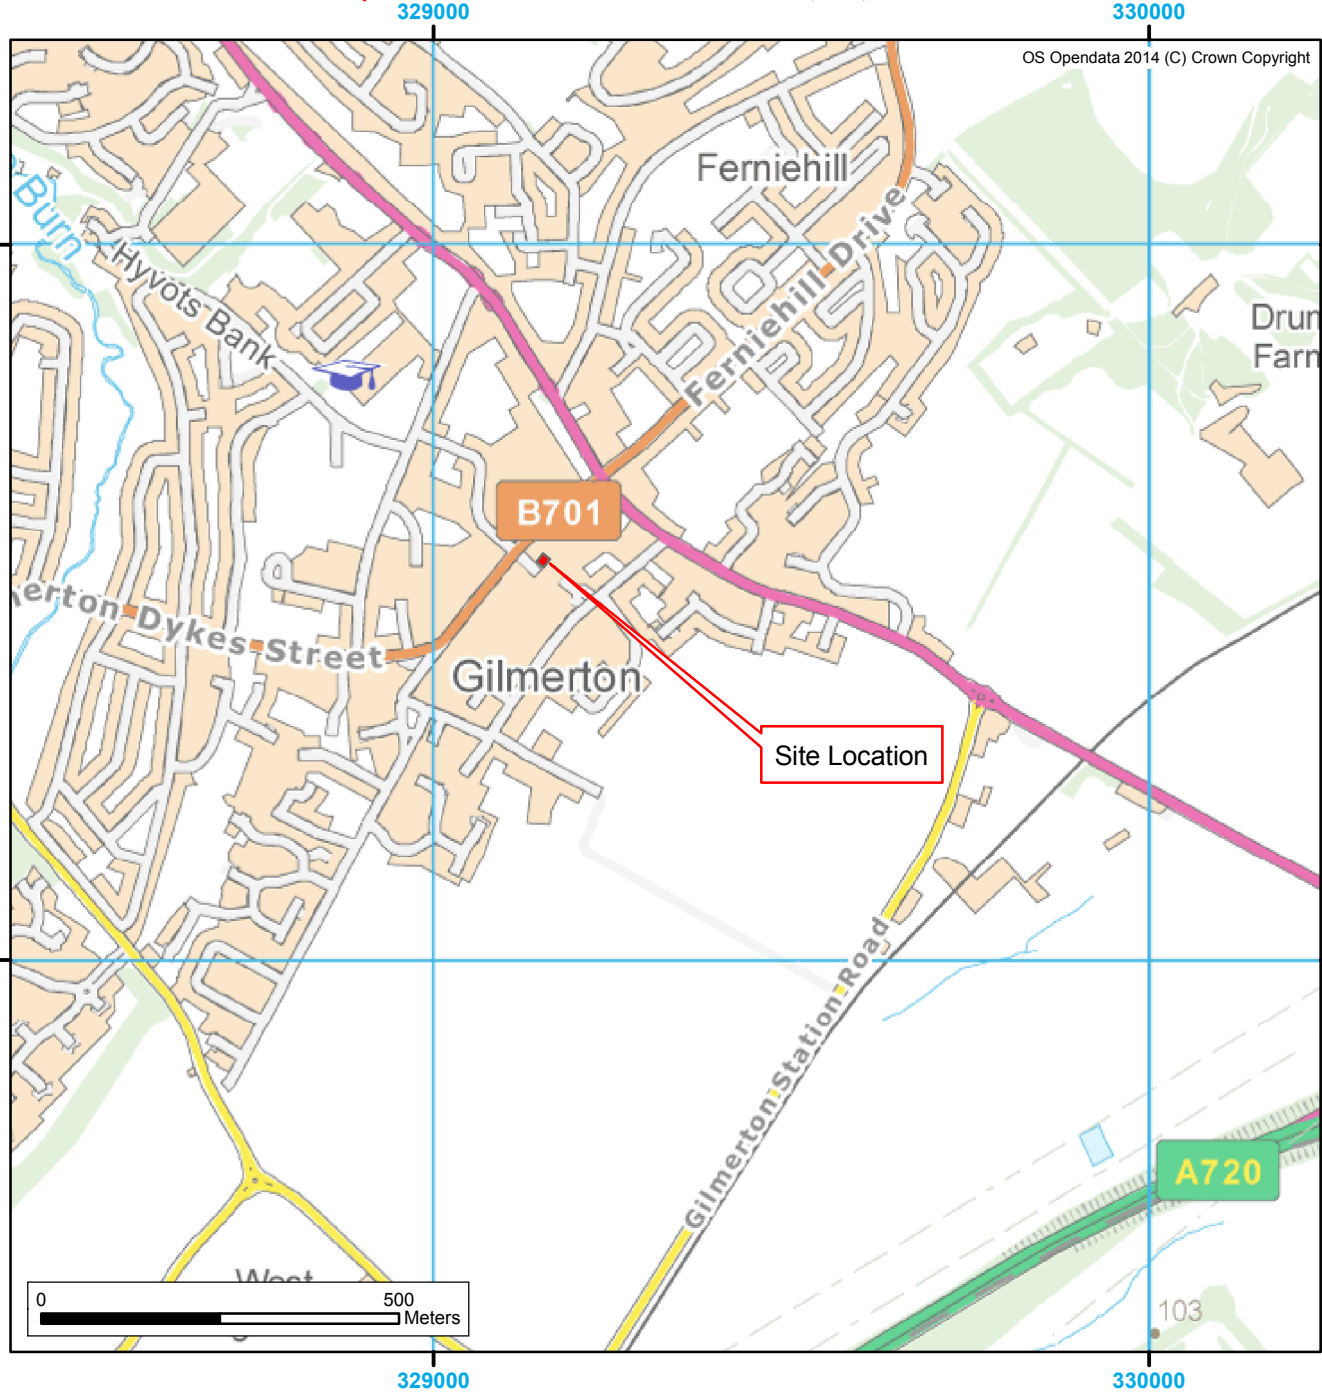 329000
330000
OS Opendata 2014 (C) Crown Copyright
Ferniehill
Burn
Hyvots Bank
Ferniehill Drive
Drum
Farm
B701
erton Dykes Street
Gilmerton
Site Location
Gilmerton Station Road
A720
West
0
500
Meters
103
329000
330000